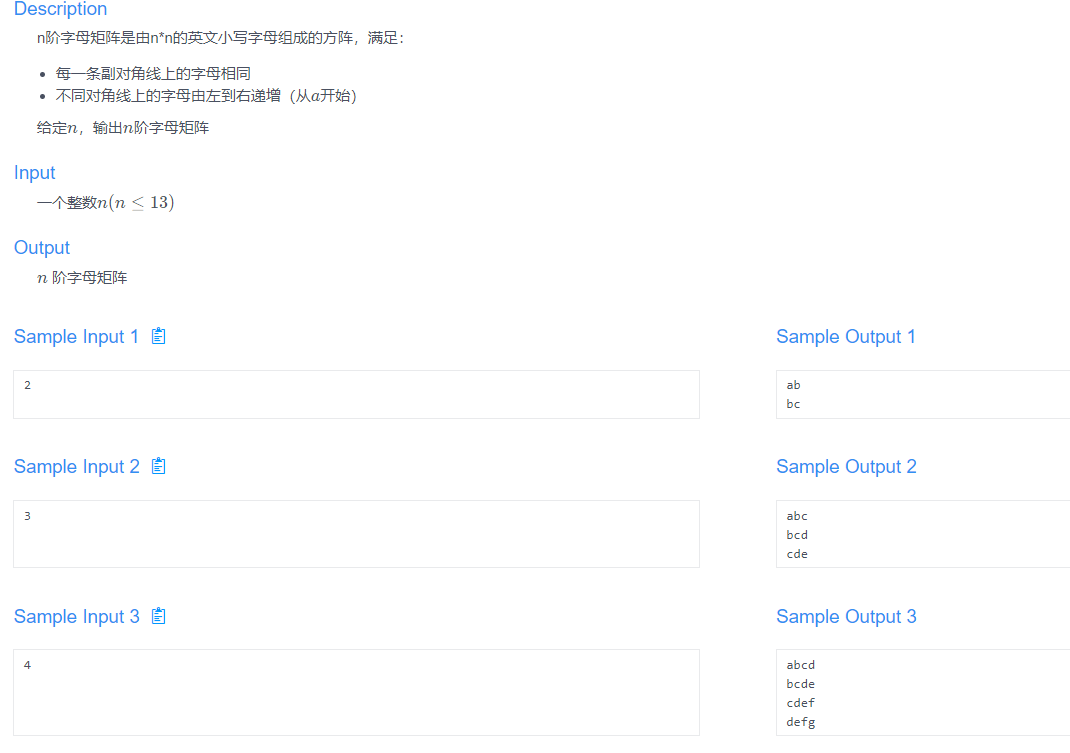 Description
n阶字母矩阵是由n*n的英文小写字母组成的方阵，满足：
• 每一条副对角线上的字母相同
• 不同对角线上的字母由左到右递增（从a开始）
给定n，输出n阶字母矩阵
Input
一个整数n(n ≤ 13)
Output
n 阶字母矩阵
Sample Input 1
2
Sample Output 1
ab
bc
Sample Input 2
3
Sample Output 2
abc
bcd
cde
Sample Input 3
4
Sample Output 3
abcd
bcde
cdef
defg